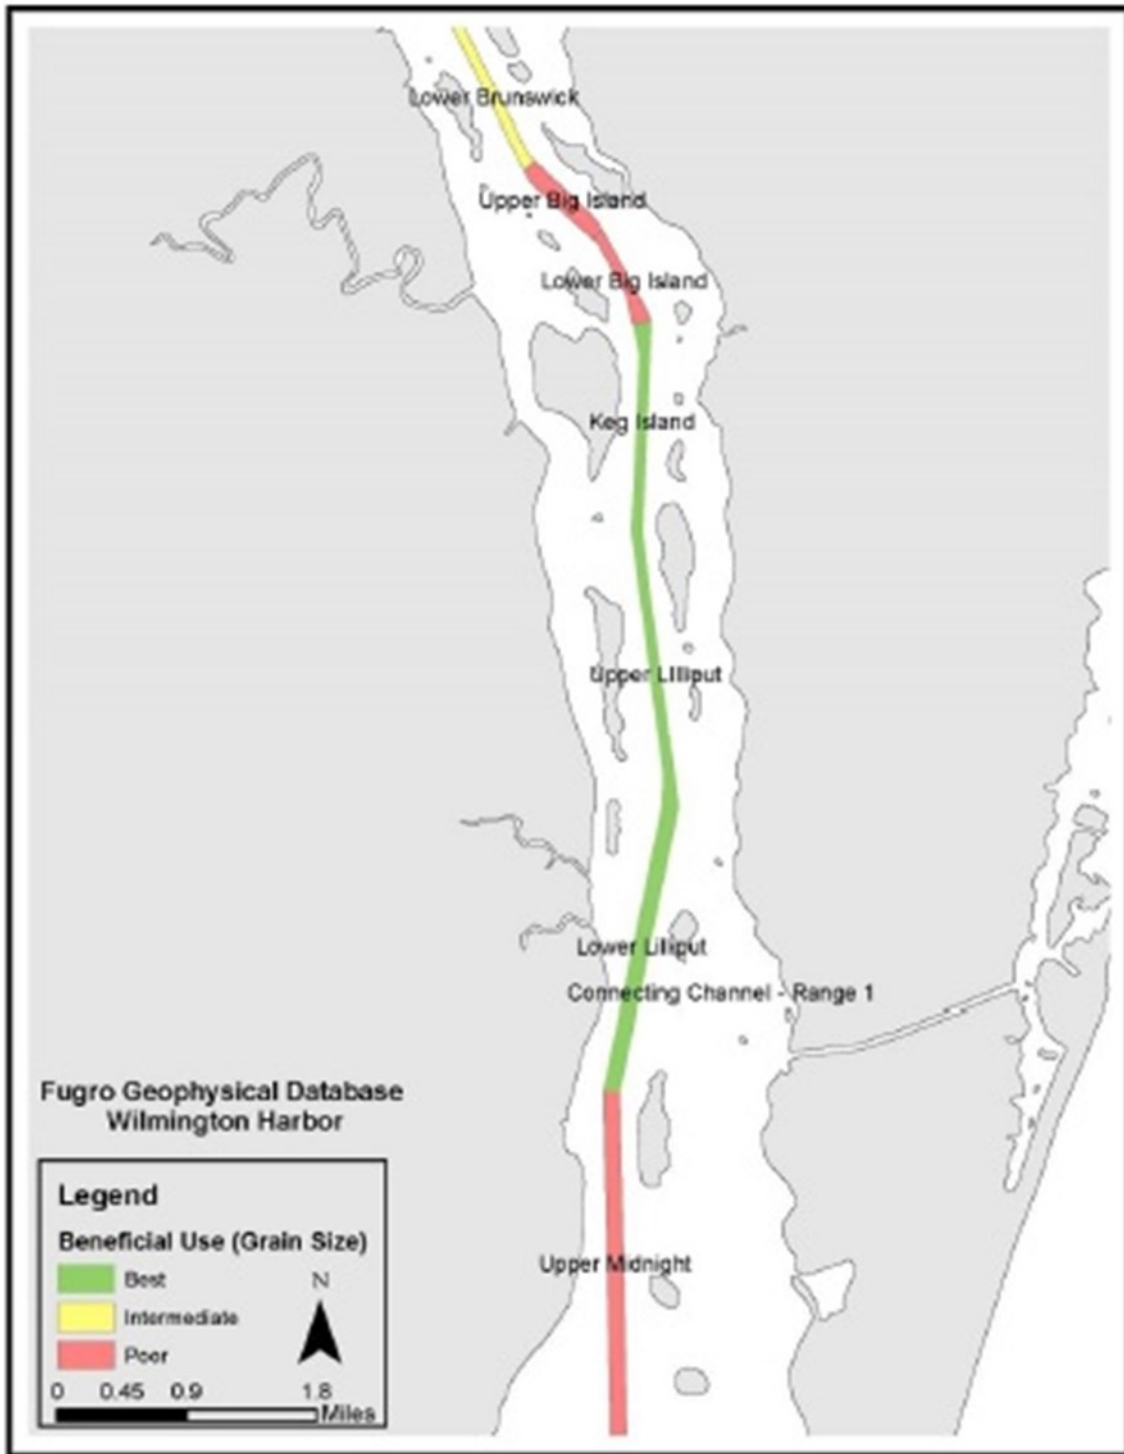 Lower Brunswick
Upper Big Island
Lower Big Island
Keg Island
Upper Lilliput
Lower Lilliput
Connecting Channel - Range 1
Fugro Geophysical Database
Wilmington Harbor
Upper Midnight
Legend
Beneficial Use (Grain Size)
Best
N
Intermediate
Poor
0 0.45 0.9 1.8
Miles